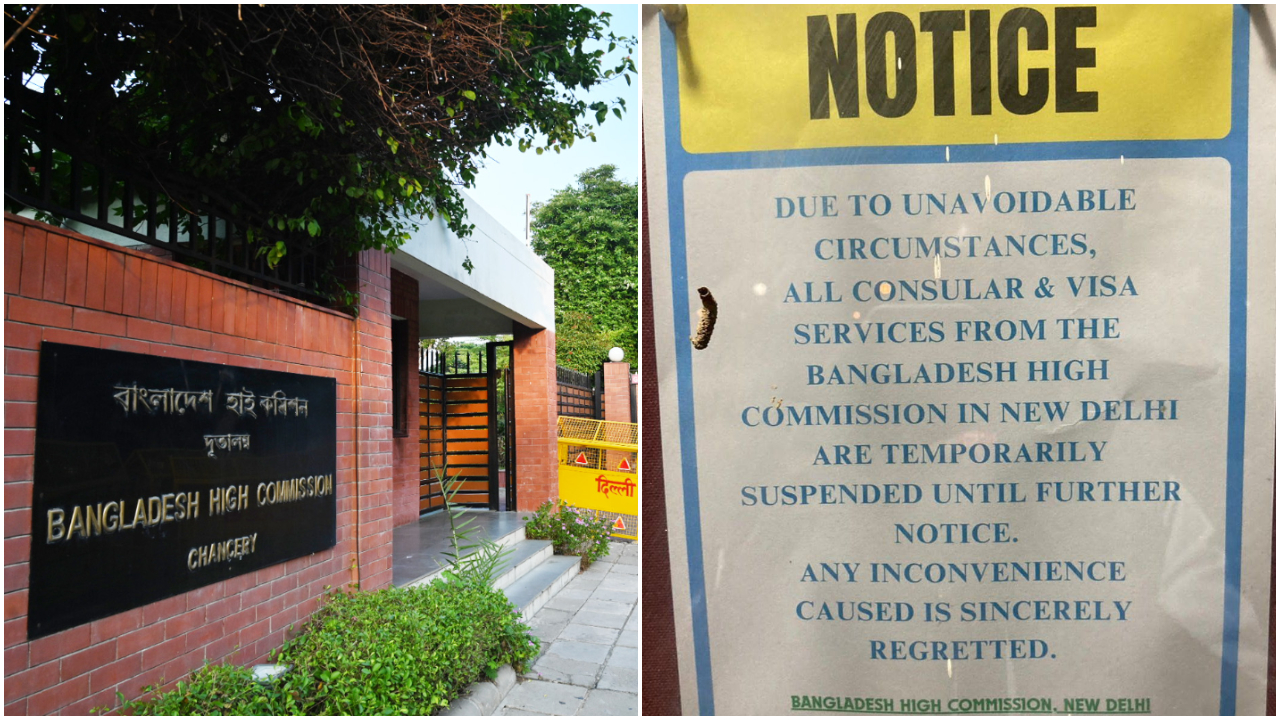 বাংলাদেশ হাই কমিশন
দূতালয়
BANGLADESH HIGH COMMISSION
CHANCERY
दिल्ली
NOTICE
DUE TO UNAVOIDABLE
CIRCUMSTANCES,
ALL CONSULAR & VISA
SERVICES FROM THE
BANGLADESH HIGH
COMMISSION IN NEW DELHI
ARE TEMPORARILY
SUSPENDED UNTIL FURTHER
NOTICE.
ANY INCONVENIENCE
CAUSED IS SINCERELY
REGRETTED.
BANGLADESH HIGH COMMISSION, NEW DELHI